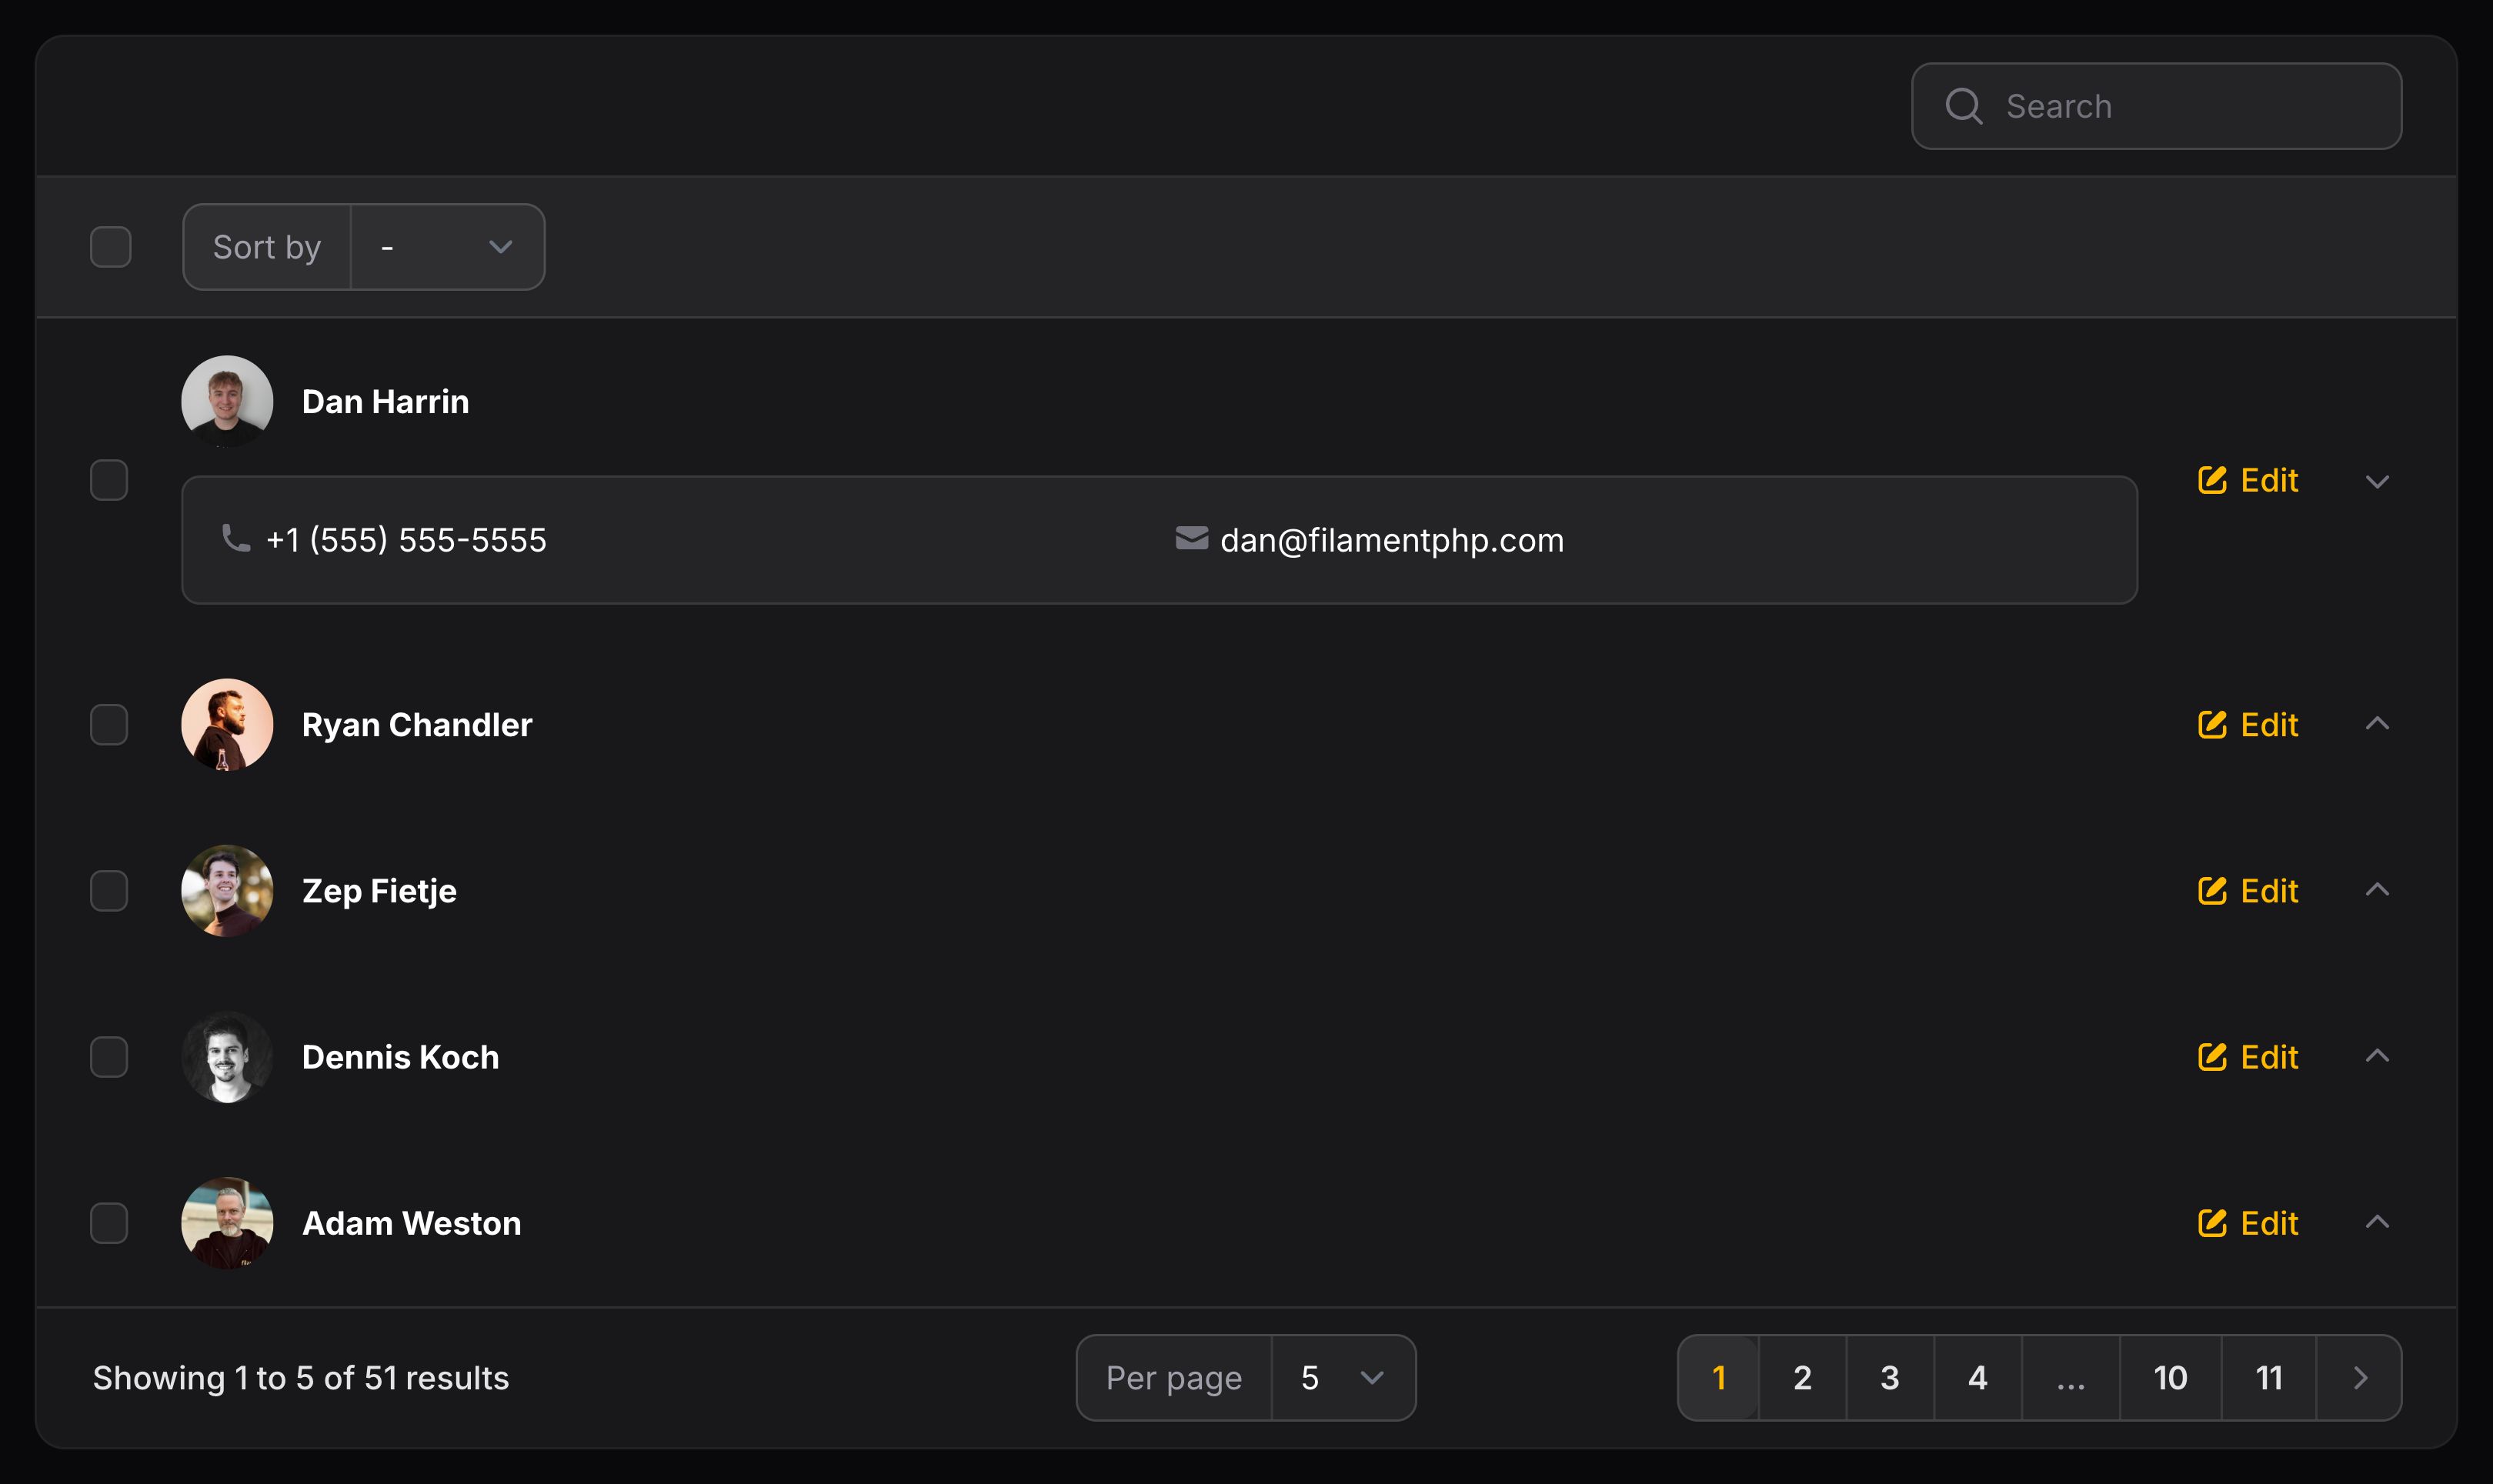 Search
Sort by -
Dan Harrin
Edit
+1 (555) 555-5555 dan@filamentphp.com
Ryan Chandler Edit
Zep Fietje Edit
Dennis Koch Edit
Adam Weston Edit
Showing 1 to 5 of 51 results Per page 5 1 2 3 4 ... 10 11